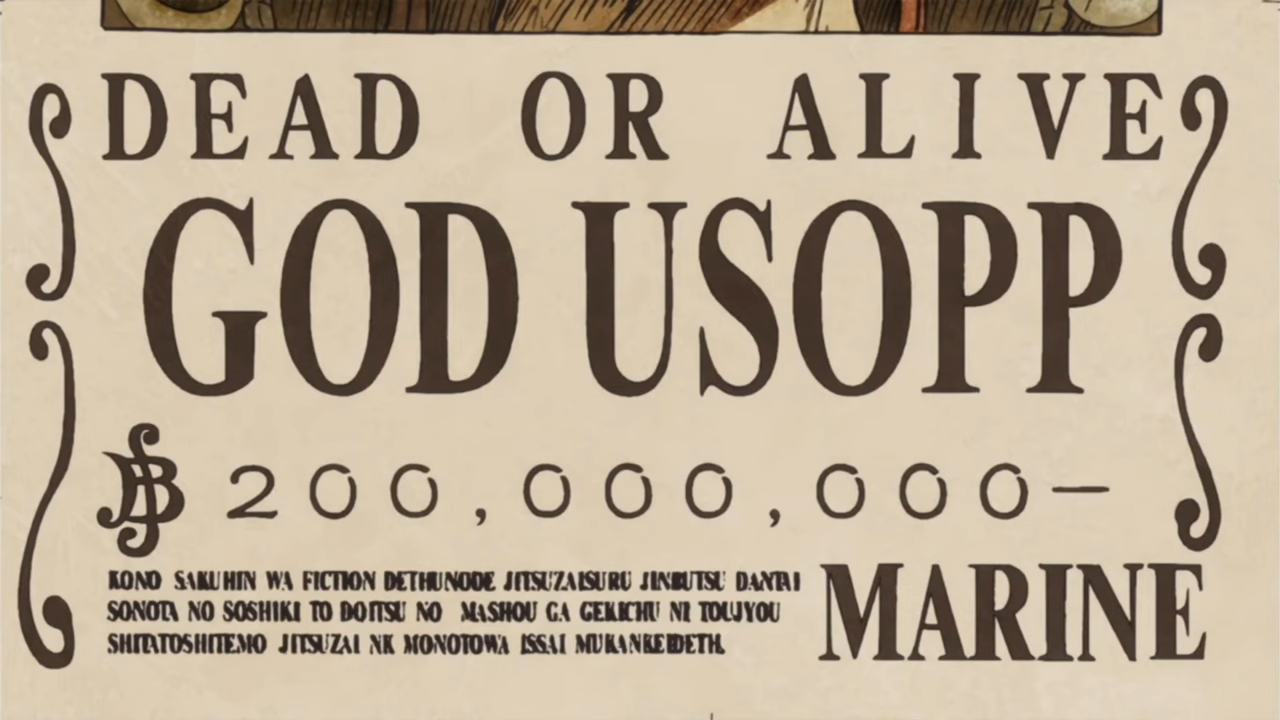 DEAD OR ALIVE
GOD USOPP
฿ 200,000,000—
KONO SAKUHIN WA FICTION DETHUNODE JITSUZAISURU JINBUTSU DANTAI
SONOTA NO SOSHIKI TO DOITSU NO MASHOU GA GEKICHU NI TOUJYOU
SHITATOSHITEMO JITSUZAI NK MONOTOWA ISSAI MUKANKEIDETH.
MARINE